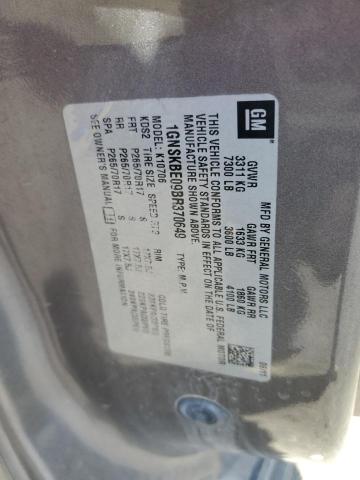 GM
MFD BY GENERAL MOTORS LLC
GVWR GAWR FRT GAWR RR
3311 KG 1633 KG 1860 KG
7300 LB 3600 LB 4100 LB
THIS VEHICLE CONFORMS TO ALL APPLICABLE U.S. FEDERAL MOTOR
VEHICLE SAFETY STANDARDS IN EFFECT ON THE DATE OF
MANUFACTURE SHOWN ABOVE.
1GNSKBE09BR370649 TYPE: M.P.V.
MODEL: K10706
KDS2 TIRE SIZE SPEED RTG RIM COLD TIRE PRESSURE
FRT P265/70R17 S
RR P265/70R17 S
SPA P265/70R17
SEE OWNER'S MANUAL FOR MORE INFORMATION.